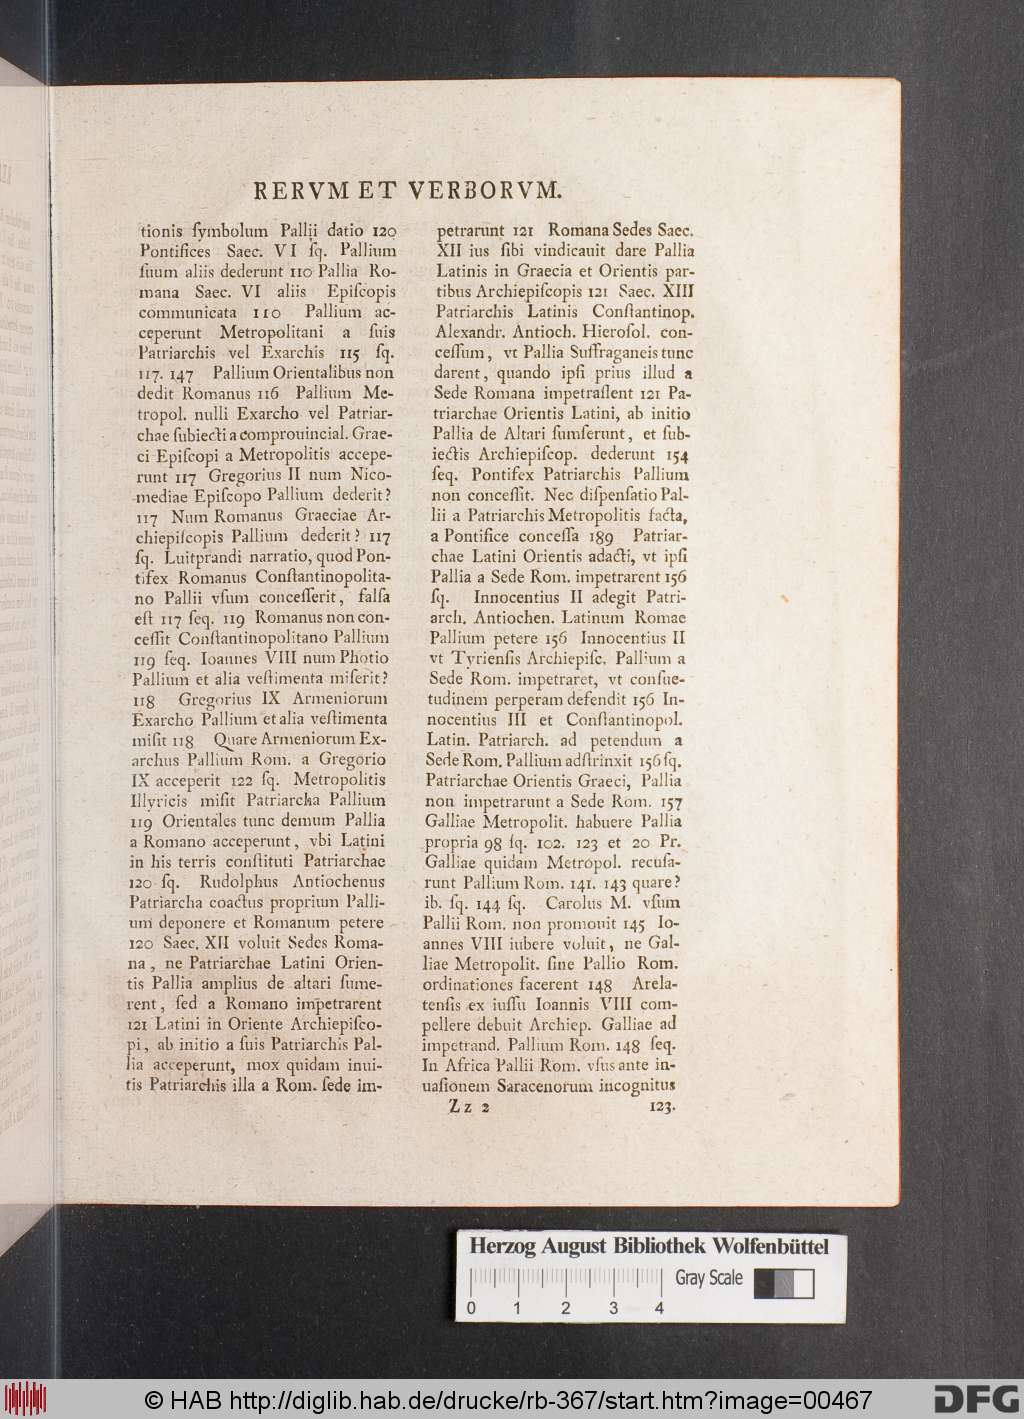 RERVM ET VERBORVM.
tionis ſymbolum Pallii datio 120
Pontifices Saec. VI ſq. Pallium
ſuum aliis dederunt 110 Pallia Ro-
mana Saec. VI aliis Epiſcopis
communicata 110 Pallium ac-
ceperunt Metropolitani a ſuis
Patriarchis vel Exarchis 115 ſq.
117. 147 Pallium Orientalibus non
dedit Romanus 116 Pallium Me-
tropol. nulli Exarcho vel Patriar-
chae ſubiecti a comprouincial. Grae-
ci Epiſcopi a Metropolitis accepe-
runt 117 Gregorius II num Nico-
mediae Epiſcopo Pallium dederit?
117 Num Romanus Graeciae Ar-
chiepiſcopis Pallium dederit? 117
ſq. Luitprandi narratio, quod Pon-
tifex Romanus Conſtantinopolita-
no Pallii vſum conceſſerit, falſa
eſt 117 ſeq. 119 Romanus non con-
ceſſit Conſtantinopolitano Pallium
119 ſeq. Ioannes VIII num Photio
Pallium et alia veſtimenta miſerit?
118 Gregorius IX Armeniorum
Exarcho Pallium et alia veſtimenta
miſit 118 Quare Armeniorum Ex-
archus Pallium Rom. a Gregorio
IX acceperit 122 ſq. Metropolitis
Illyricis miſit Patriarcha Pallium
119 Orientales tunc demum Pallia
a Romano acceperunt, vbi Latini
in his terris conſtituti Patriarchae
120 ſq. Rudolphus Antiochenus
Patriarcha coactus proprium Palli-
um deponere et Romanum petere
120 Saec. XII voluit Sedes Roma-
na, ne Patriarchae Latini Orien-
tis Pallia amplius de altari ſume-
rent, ſed a Romano impetrarent
121 Latini in Oriente Archiepiſco-
pi, ab initio a ſuis Patriarchis Pal-
lia acceperunt, mox quidam inui-
tis Patriarchis illa a Rom. ſede im-
petrarunt 121 Romana Sedes Saec.
XII ius ſibi vindicauit dare Pallia
Latinis in Graecia et Orientis par-
tibus Archiepiſcopis 121 Saec. XIII
Patriarchis Latinis Conſtantinop.
Alexandr. Antioch. Hieroſol. con-
ceſſum, vt Pallia Suffraganeis tunc
darent, quando ipſi prius illud a
Sede Romana impetraſſent 121 Pa-
triarchae Orientis Latini, ab initio
Pallia de Altari ſumſerunt, et ſub-
iectis Archiepiſcop. dederunt 154
ſeq. Pontifex Patriarchis Pallium
non conceſſit. Nec diſpenſatio Pal-
lii a Patriarchis Metropolitis facta,
a Pontifice conceſſa 189 Patriar-
chae Latini Orientis adacti, vt ipſi
Pallia a Sede Rom. impetrarent 156
ſq. Innocentius II adegit Patri-
arch. Antiochen. Latinum Romae
Pallium petere 156 Innocentius II
vt Tyrienſis Archiepiſc. Pallium a
Sede Rom. impetraret, vt conſue-
tudinem perperam defendit 156 In-
nocentius III et Conſtantinopol.
Latin. Patriarch. ad petendum a
Sede Rom. Pallium adſtrinxit 156 ſq.
Patriarchae Orientis Graeci, Pallia
non impetrarunt a Sede Rom. 157
Galliae Metropolit. habuere Pallia
propria 98 ſq. 102. 123 et 20 Pr.
Galliae quidam Metropol. recuſa-
runt Pallium Rom. 141. 143 quare?
ib. ſq. 144 ſq. Carolus M. vſum
Pallii Rom. non promouit 145 Io-
annes VIII iubere voluit, ne Gal-
liae Metropolit. ſine Pallio Rom.
ordinationes facerent 148 Arela-
tenſis ex iuſſu Ioannis VIII com-
pellere debuit Archiep. Galliae ad
impetrand. Pallium Rom. 148 ſeq.
In Africa Pallii Rom. vſus ante in-
uaſionem Saracenorum incognitus
Zz 2 123.
Herzog August Bibliothek Wolfenbüttel
Gray Scale
0 1 2 3 4
© HAB http://diglib.hab.de/drucke/rb-367/start.htm?image=00467
DFG